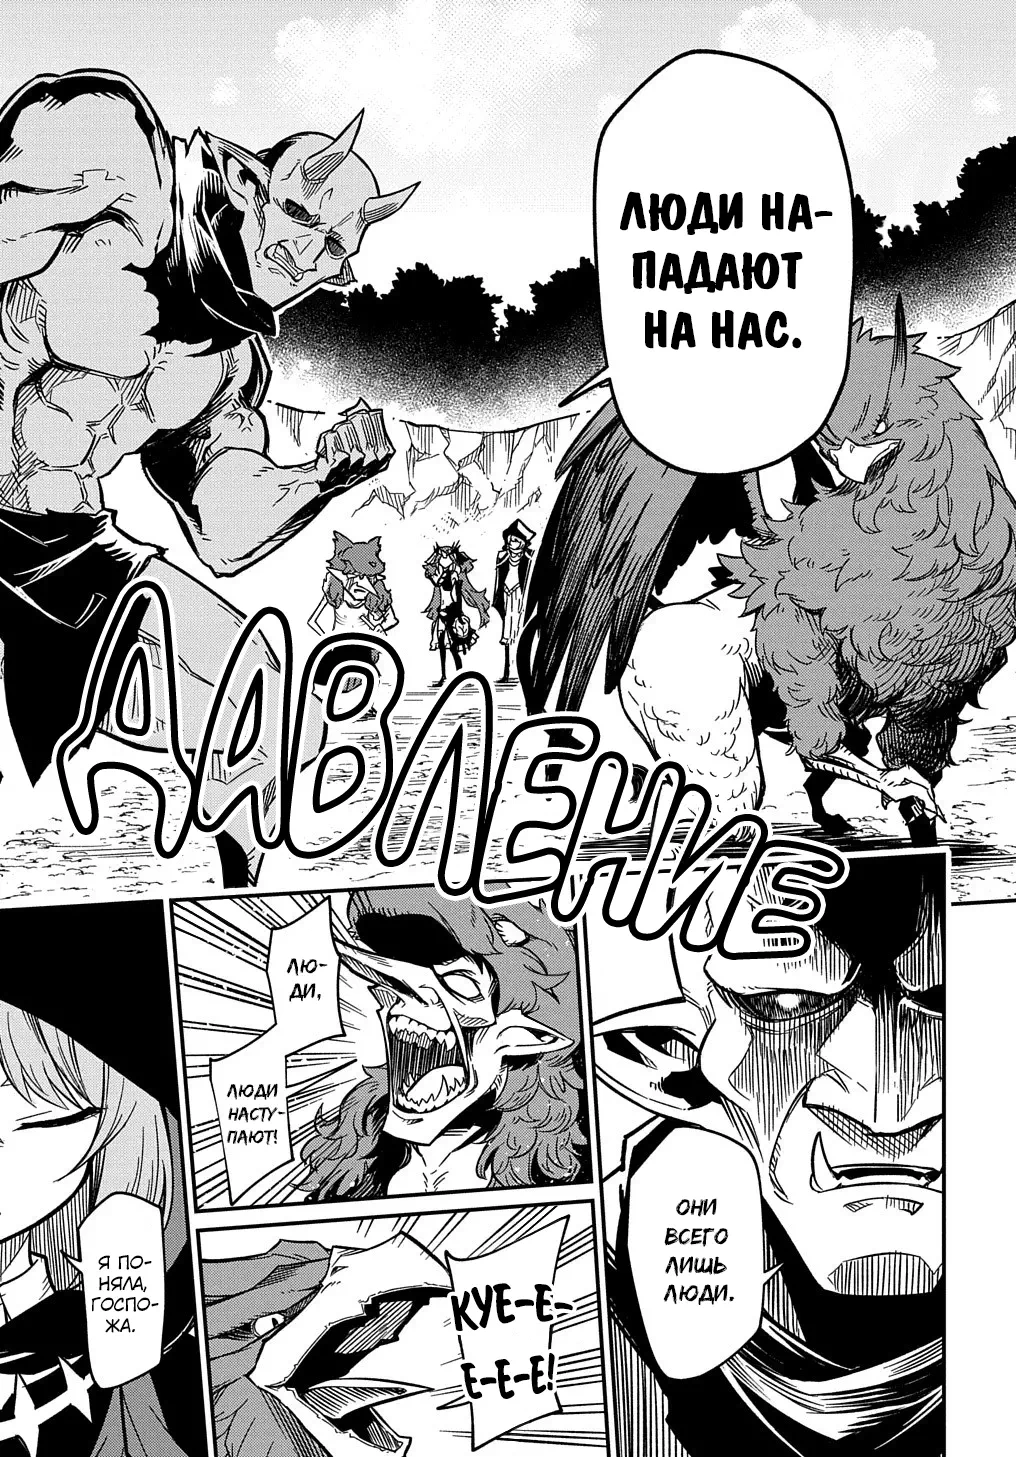 ЛЮДИ НА-
ПАДАЮТ
НА НАС.
ДАВЛЕНИЕ
ОНИ
ВСЕГО
ЛИШЬ
ЛЮДИ.
ЛЮ-
ДИ,
ЛЮДИ
НАСТУ-
ПАЮТ!
КУЕ-Е-
Е-Е-Е!
Я ПО-
НЯЛА,
ГОСПО-
ЖА.